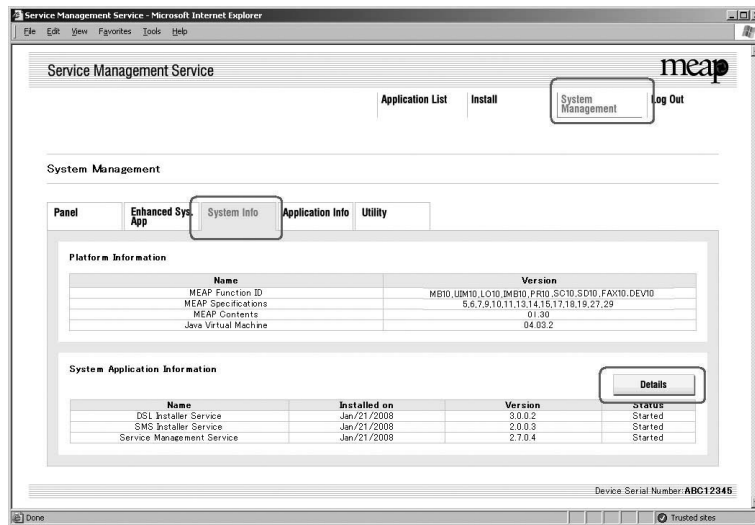 Service Management Service - Microsoft Internet Explorer
File Edit View Favorites Tools Help
Service Management Service
meap
Application List Install System Management Log Out
System Management
Panel Enhanced Sys. App System Info Application Info Utility
Platform Information
Name Version
MEAP Function ID MB10,UIM10,LO10,IMB10,PR10,SC10,SD10,FAX10.DEV10
MEAP Specifications 5,6,7,9,10,11,13,14,15,17,18,19,27,29
MEAP Contents 01.30
Java Virtual Machine 04.03.2
System Application Information
Details
Name Installed on Version Status
DSL Installer Service Jan/21/2008 3.0.0.2 Started
SMS Installer Service Jan/21/2008 2.0.0.3 Started
Service Management Service Jan/21/2008 2.7.0.4 Started
Device Serial Number:ABC12345
Done Trusted sites